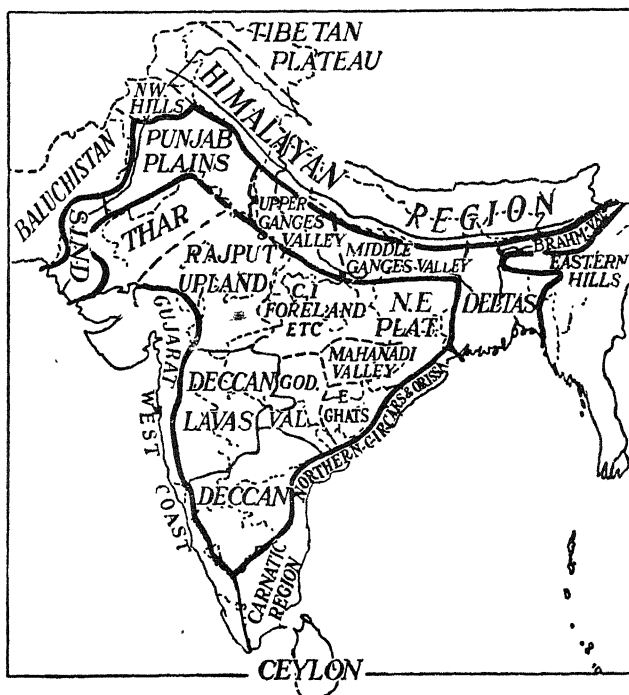 TIBETAN
PLATEAU
N.W.
HILLS
HIMALAYAN
REGION
PUNJAB
PLAINS
BALUCHISTAN
SIND
THAR
UPPER
GANGES
VALLEY
MIDDLE
GANGES-VALLEY
BRAHM-VAL
EASTERN
HILLS
RAJPUT
UPLAND
C.I
FORELAND
ETC
N.E
PLAT.
DELTAS
GUJARAT
MAHANADI
VALLEY
DECCAN
LAVAS
GOD.
VAL.
E
GHATS
NORTHERN-CIRCARS & ORISSA
WEST COAST
DECCAN
CARNATIC
REGION
CEYLON